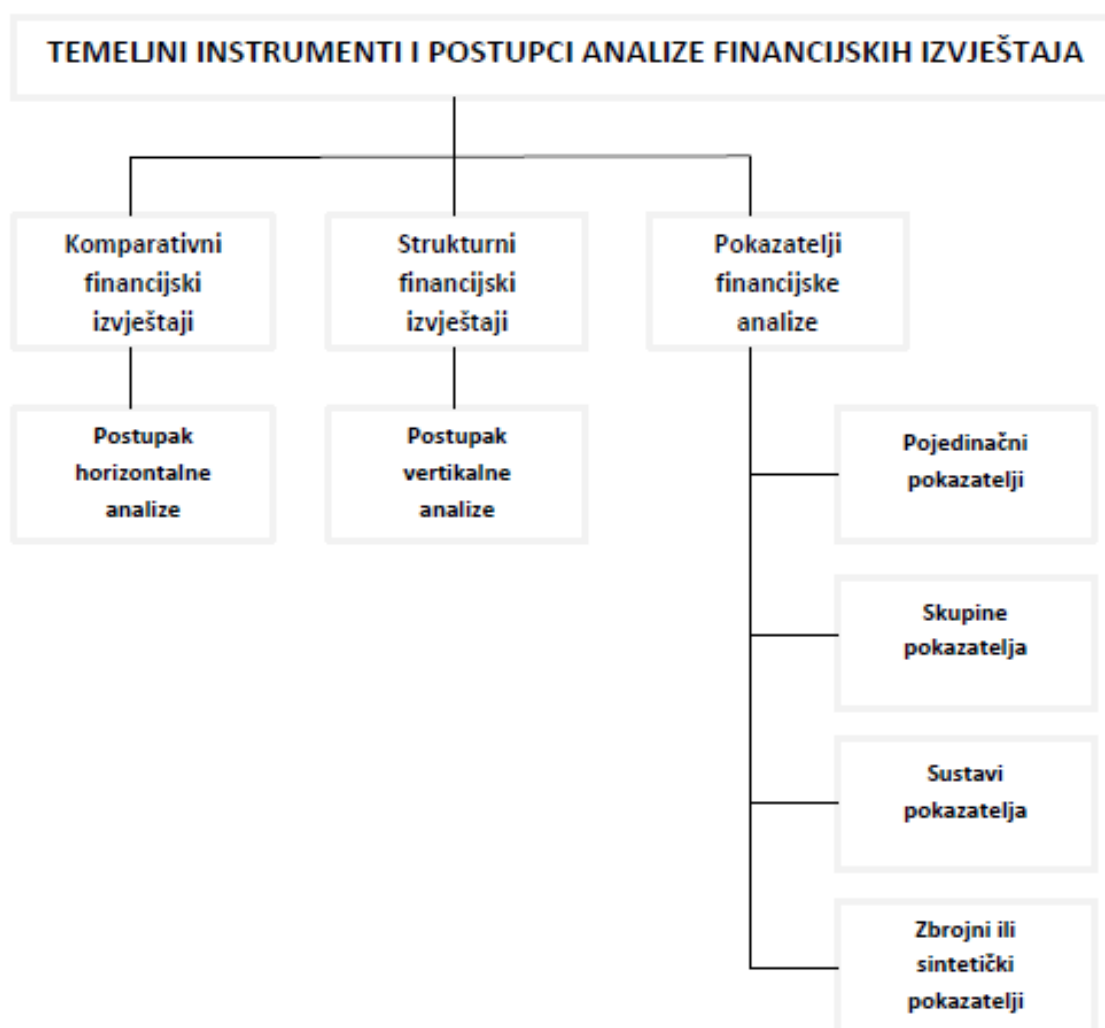 TEMELJNI INSTRUMENTI I POSTUPCI ANALIZE FINANCIJSKIH IZVJEŠTAJA
Komparativni
financijski
izvještaji
Strukturni
financijski
izvještaji
Pokazatelji
financijske
analize
Postupak
horizontalne
analize
Postupak
vertikalne
analize
Pojedinačni
pokazatelji
Skupine
pokazatelja
Sustavi
pokazatelja
Zbrojni ili
sintetički
pokazatelji